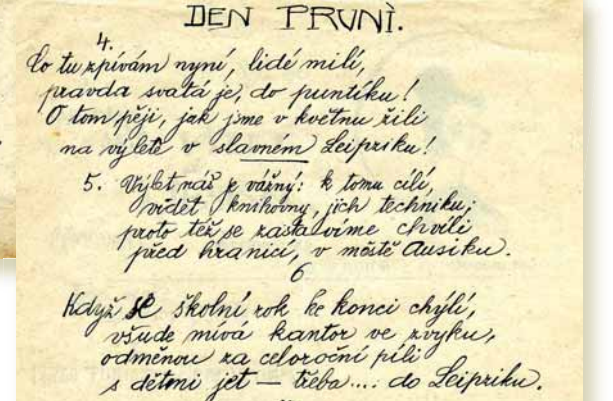 DEN PRVNÌ.
4.
Co tu zpívám nyní, lidé milí,
pravda svatá je, do puntíku!
O tom pěji, jak jsme v květnu žili
na výletě v slavném Leipziku!
5. Výlet náš je vážný: k tomu cílí,
vidět knihovny, jich techniku;
proto též se zastavíme chvíli
před hranicí, v městě Ausiku.
6
Když se školní rok ke konci chýlí,
všude mívá kantor ve zvyku,
odměnou za celoroční píli
s dětmi jet — třeba.... do Leipziku.